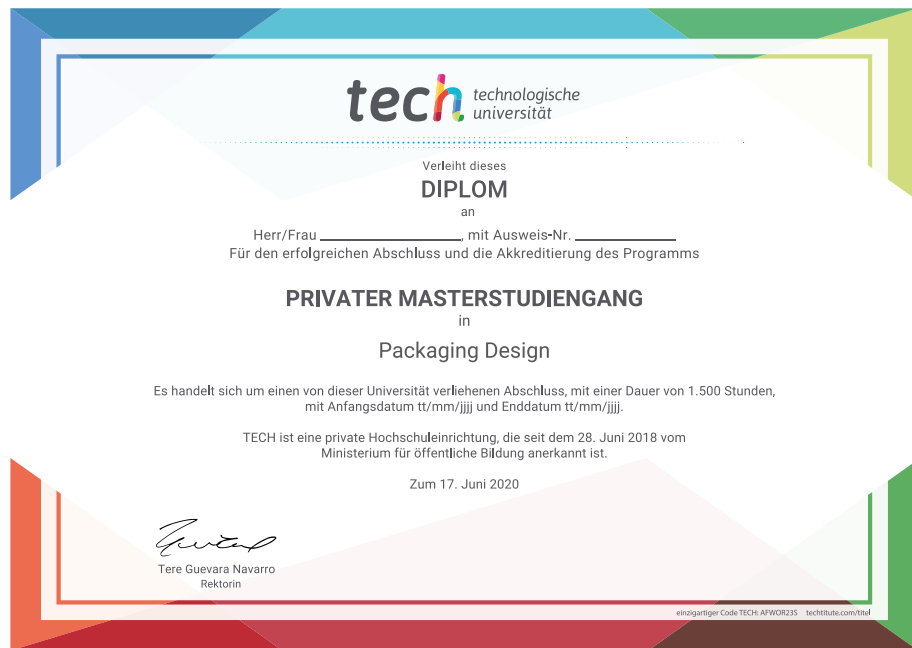 tech technologische
universität
Verleiht dieses
DIPLOM
an
Herr/Frau ____________________, mit Ausweis-Nr. ______________
Für den erfolgreichen Abschluss und die Akkreditierung des Programms
PRIVATER MASTERSTUDIENGANG
in
Packaging Design
Es handelt sich um einen von dieser Universität verliehenen Abschluss, mit einer Dauer von 1.500 Stunden,
mit Anfangsdatum tt/mm/jjjj und Enddatum tt/mm/jjjj.
TECH ist eine private Hochschuleinrichtung, die seit dem 28. Juni 2018 vom
Ministerium für öffentliche Bildung anerkannt ist.
Zum 17. Juni 2020
Tere Guevara Navarro
Rektorin
einzigartiger Code TECH: AFWOR23S techtitute.com/titel